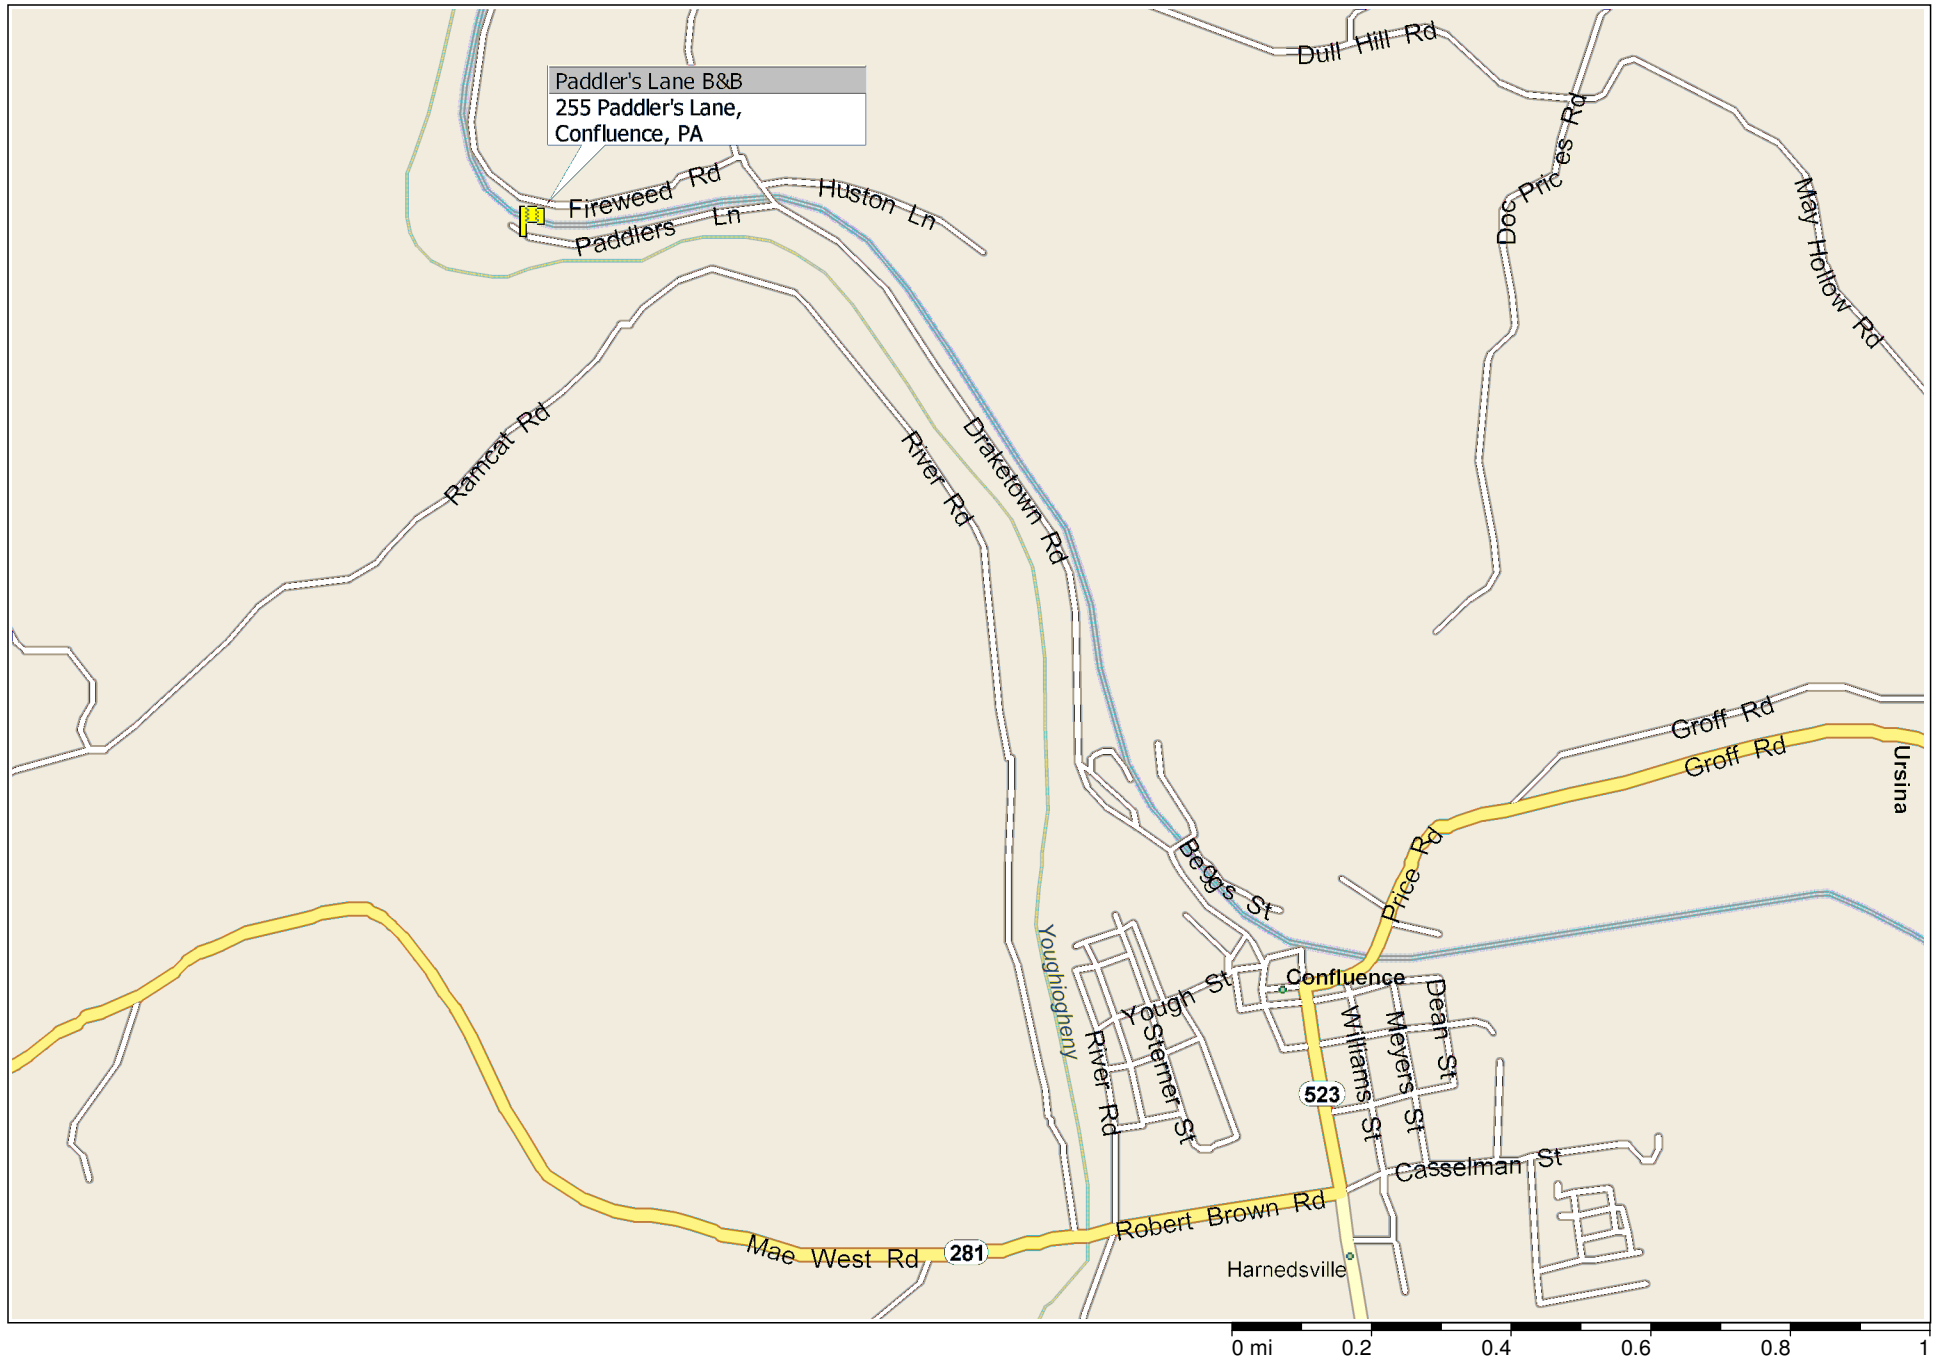 Dull Hill Rd
Paddler's Lane B&B
255 Paddler's Lane,
Confluence, PA
Doc Prices Rd
Fireweed Rd
Huston Ln
Paddlers Ln
May Hollow Rd
Ramcat Rd
River Rd
Draketown Rd
Groff Rd
Groff Rd
Ursina
Price Rd
Beggs St
Youghiogheny
Confluence
Yough St
Dean St
River Rd
Sterner St
Williams St
Meyers St
523
Casselman St
Robert Brown Rd
Mae West Rd
281
Harnedsville
0 mi 0.2 0.4 0.6 0.8 1